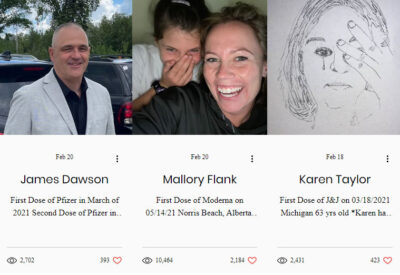 Feb 20
James Dawson
First Dose of Pfizer in March of
2021 Second Dose of Pfizer in...
2,702
393
Feb 20
Mallory Flank
First Dose of Moderna on
05/14/21 Norris Beach, Alberta...
10,464
2,184
Feb 18
Karen Taylor
First Dose of J&J on 03/18/2021
Michigan 63 yrs old *Karen ha...
2,431
423